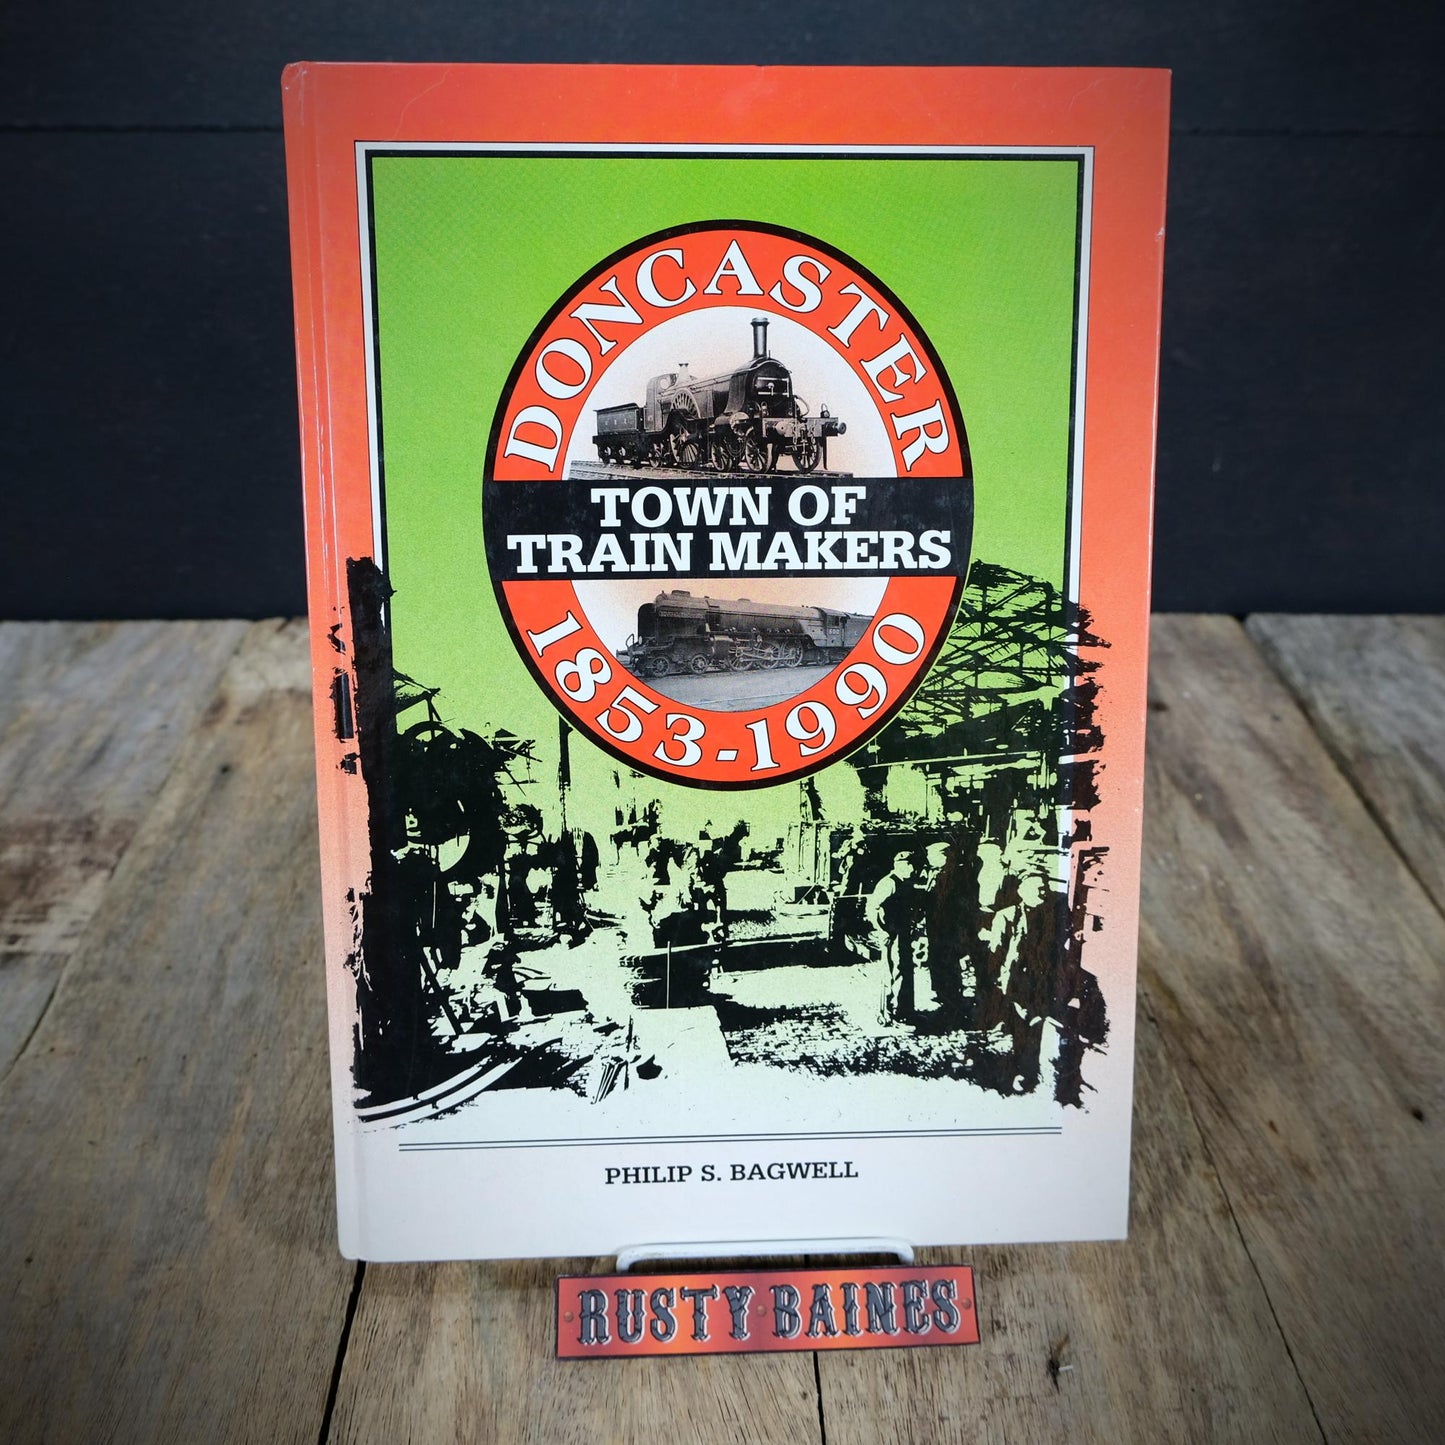 DONCASTER
TOWN OF
TRAIN MAKERS
1853-1990
PHILIP S. BAGWELL
RUSTY·BAINES